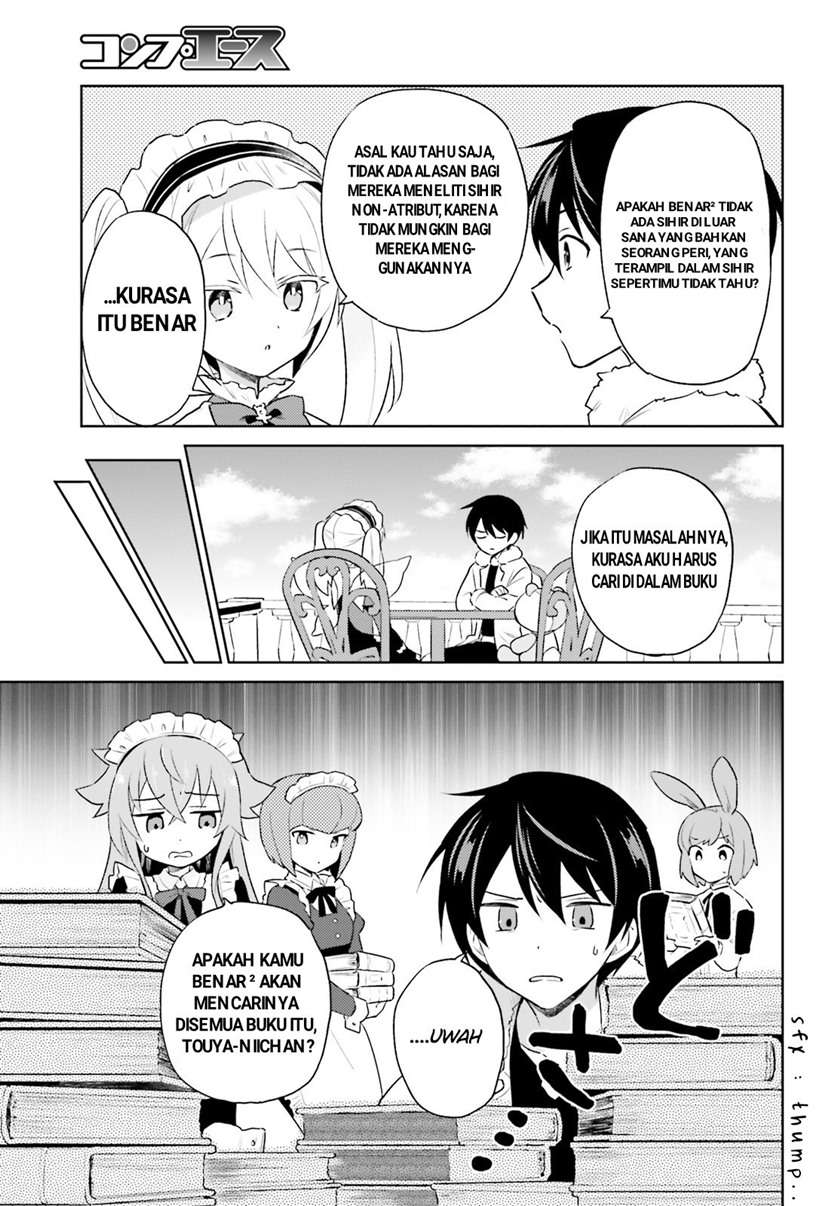 コンプエース
APAKAH BENAR² TIDAK
ADA SIHIR DI LUAR
SANA YANG BAHKAN
SEORANG PERI, YANG
TERAMPIL DALAM SIHIR
SEPERTIMU TIDAK TAHU?
ASAL KAU TAHU SAJA,
TIDAK ADA ALASAN BAGI
MEREKA MENELITI SIHIR
NON-ATRIBUT, KARENA
TIDAK MUNGKIN BAGI
MEREKA MENG-
GUNAKANNYA
...KURASA
ITU BENAR
JIKA ITU MASALAHNYA,
KURASA AKU HARUS
CARI DI DALAM BUKU
ドサ...
sfx : thump..
....UWAH
APAKAH KAMU
BENAR² AKAN
MENCARINYA
DISEMUA BUKU ITU,
TOUYA-NIICHAN?